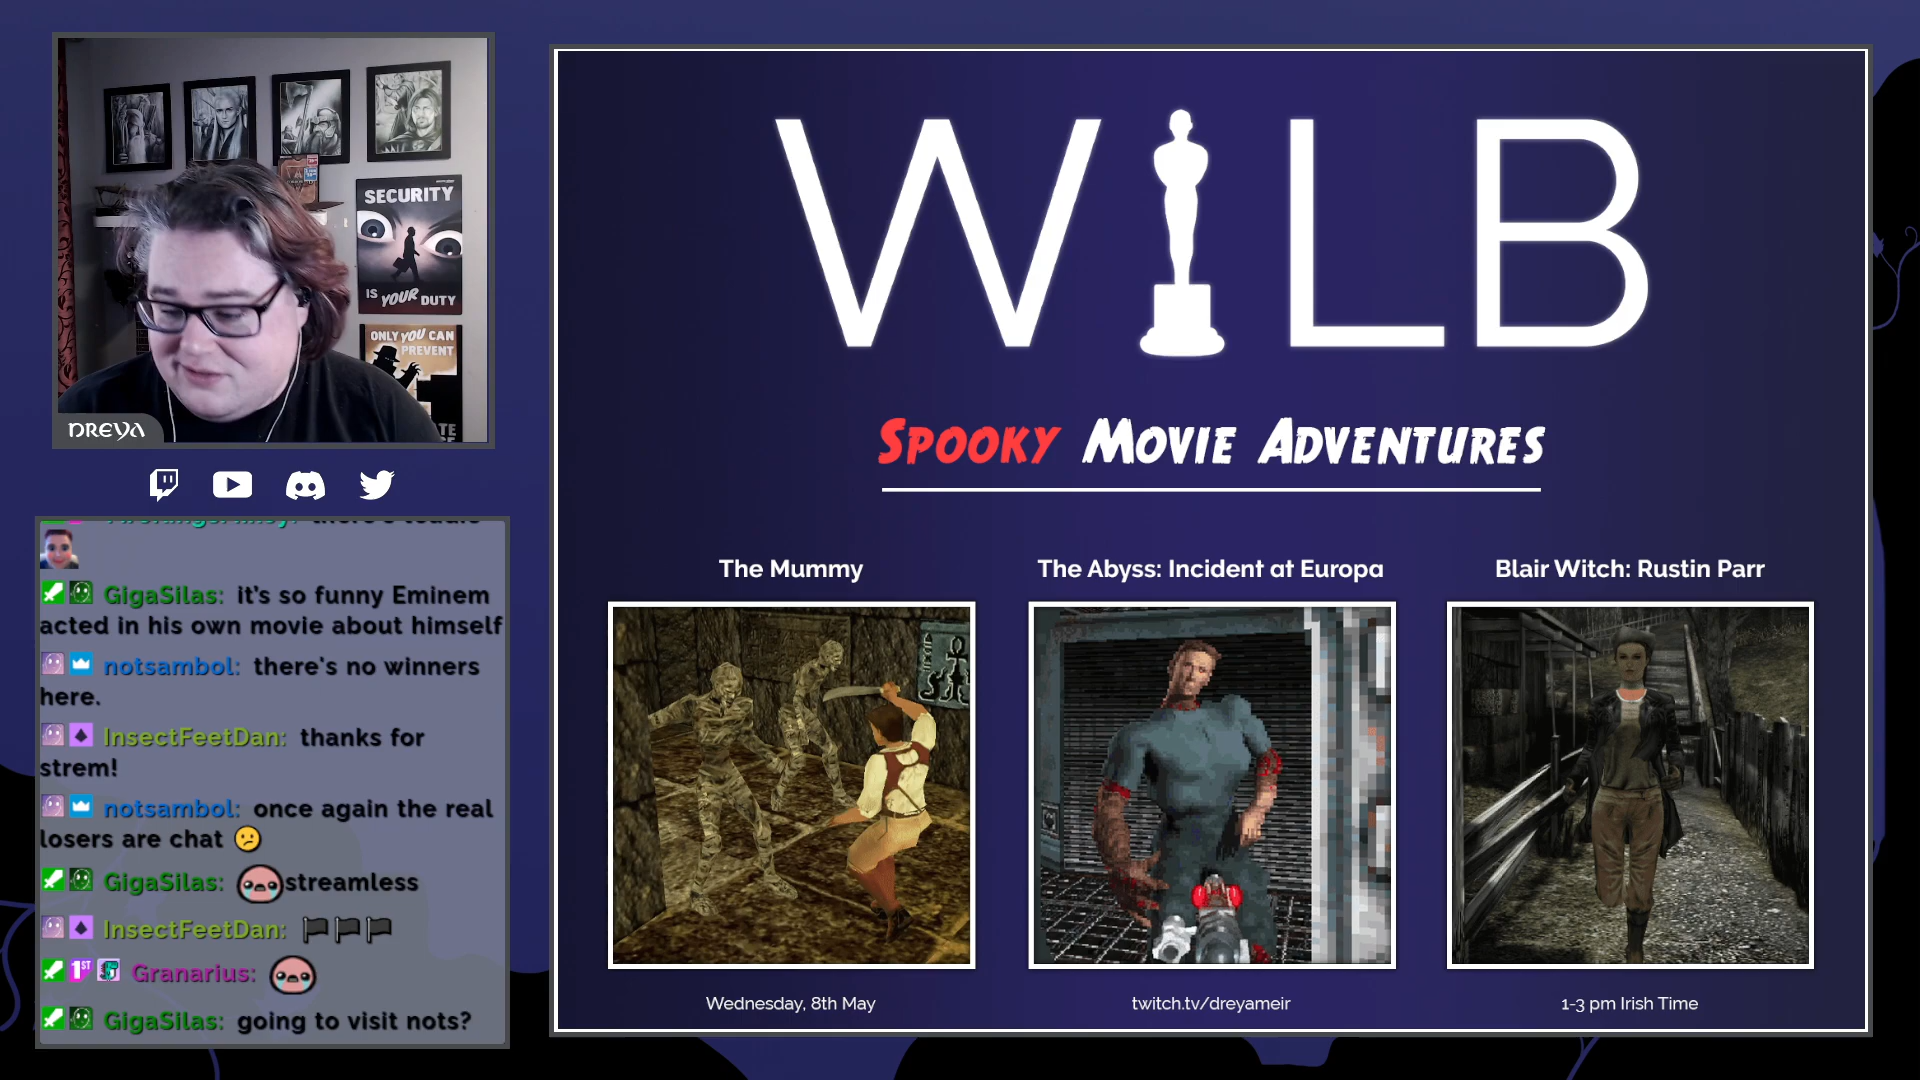 SECURITY
IS YOUR DUTY
ONLY YOU CAN
PREVENT
DREYA
GigaSilas: it's so funny Eminem
acted in his own movie about himself
notsambol: there's no winners
here.
InsectFeetDan: thanks for
strem!
notsambol: once again the real
losers are chat 😕
GigaSilas: streamless
InsectFeetDan: 🏴🏴🏴
1ST Granarius:
GigaSilas: going to visit nots?
W LB
SPOOKY MOVIE ADVENTURES
The Mummy
The Abyss: Incident at Europa
Blair Witch: Rustin Parr
Wednesday, 8th May
twitch.tv/dreyameir
1-3 pm Irish Time